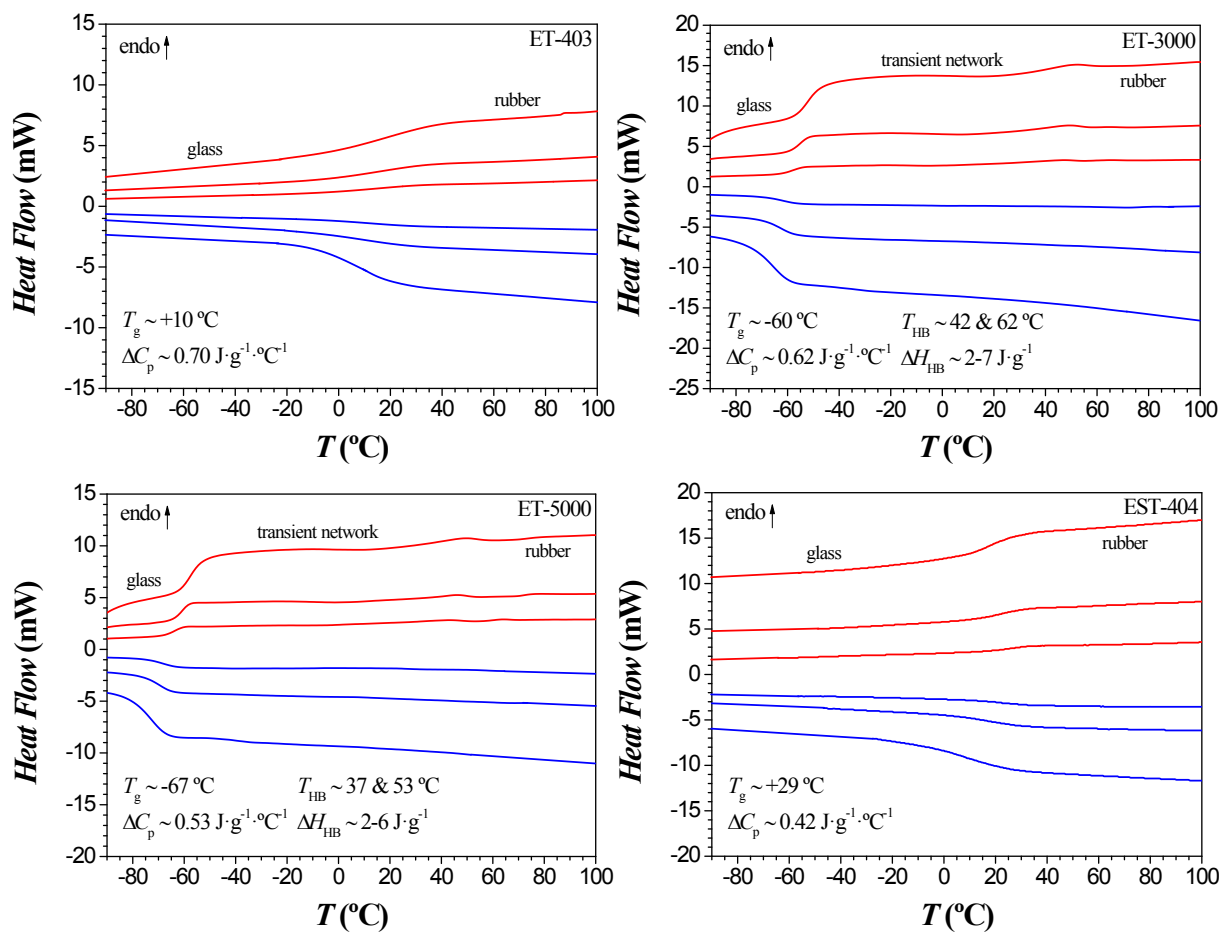 ET-403
endo
rubber
glass
Tg ~ +10 ºC
ΔCp ~ 0.70 J·g-1·ºC-1
Heat Flow (mW)
15
10
5
0
-5
-10
-15
-80 -60 -40 -20 0 20 40 60 80 100
T (ºC)
ET-3000
endo
transient network
rubber
glass
Tg ~ -60 ºC THB ~ 42 & 62 ºC
ΔCp ~ 0.62 J·g-1·ºC-1 ΔHHB ~ 2-7 J·g-1
Heat Flow (mW)
20
15
10
5
0
-5
-10
-15
-20
-25
-80 -60 -40 -20 0 20 40 60 80 100
T (ºC)
ET-5000
endo
transient network
rubber
glass
Tg ~ -67 ºC THB ~ 37 & 53 ºC
ΔCp ~ 0.53 J·g-1·ºC-1 ΔHHB ~ 2-6 J·g-1
Heat Flow (mW)
15
10
5
0
-5
-10
-15
-20
-80 -60 -40 -20 0 20 40 60 80 100
T (ºC)
EST-404
endo
glass
rubber
Tg ~ +29 ºC
ΔCp ~ 0.42 J·g-1·ºC-1
Heat Flow (mW)
20
15
10
5
0
-5
-10
-15
-20
-80 -60 -40 -20 0 20 40 60 80 100
T (ºC)